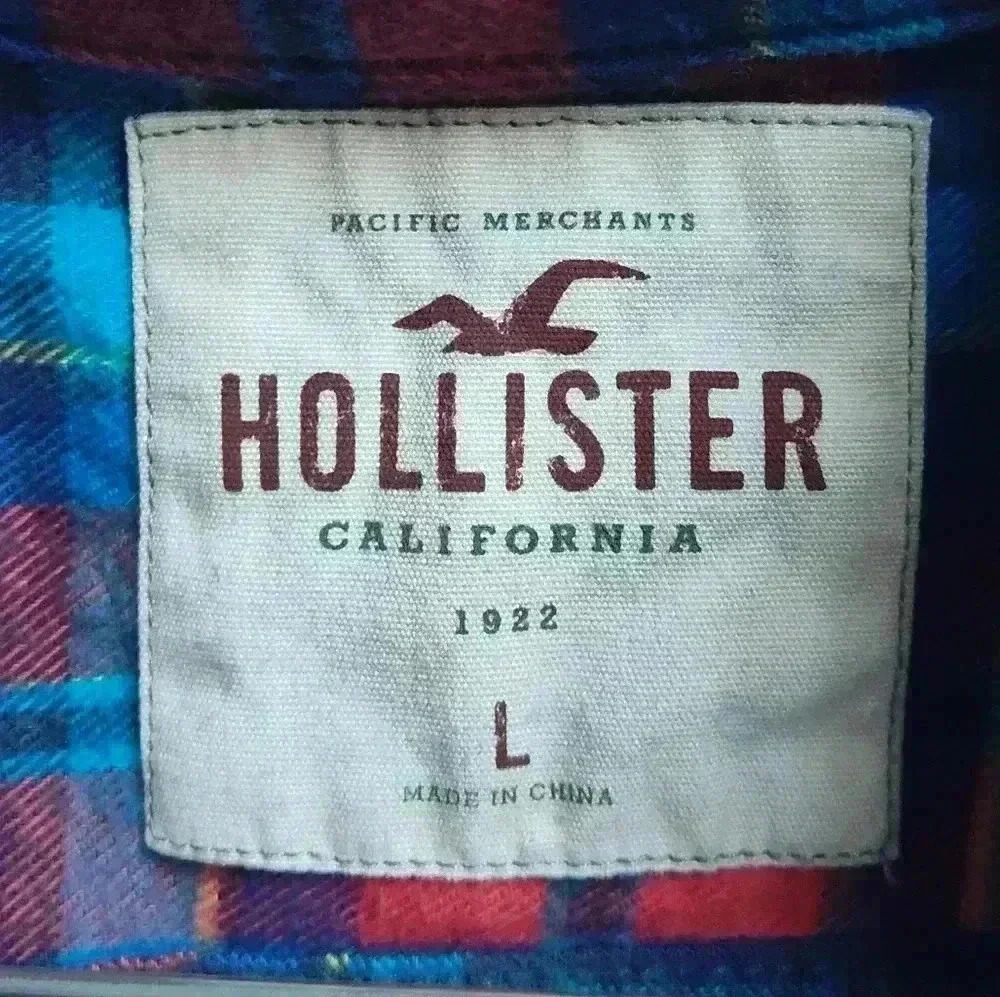 PACIFIC MERCHANTS
HOLLISTER
CALIFORNIA
1922
L
MADE IN CHINA